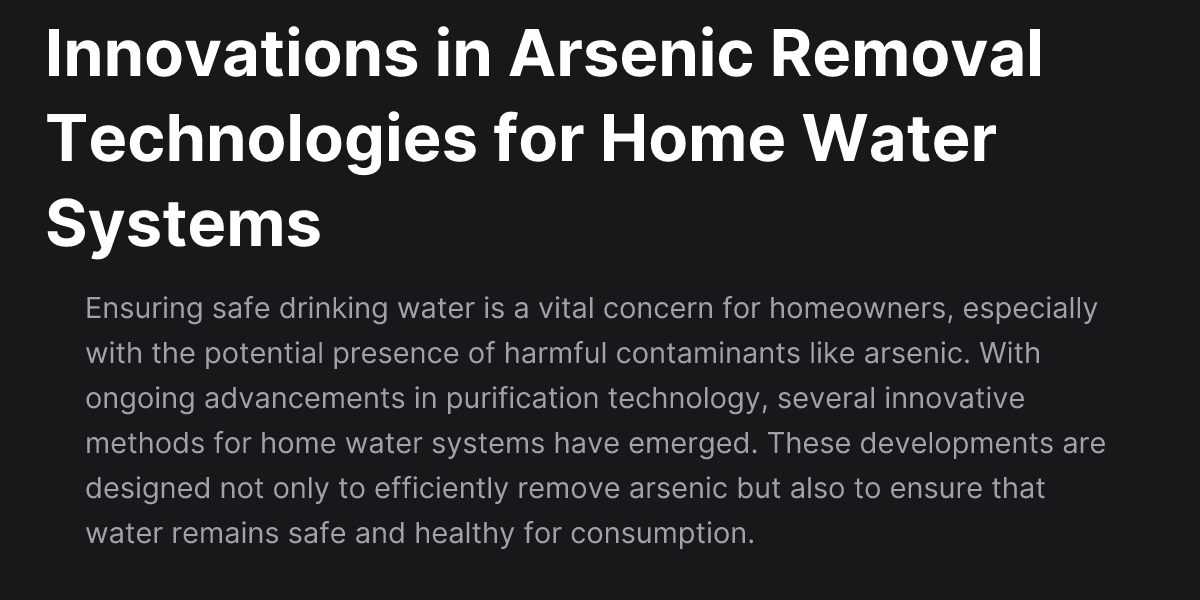 Innovations in Arsenic Removal
Technologies for Home Water
Systems
Ensuring safe drinking water is a vital concern for homeowners, especially
with the potential presence of harmful contaminants like arsenic. With
ongoing advancements in purification technology, several innovative
methods for home water systems have emerged. These developments are
designed not only to efficiently remove arsenic but also to ensure that
water remains safe and healthy for consumption.